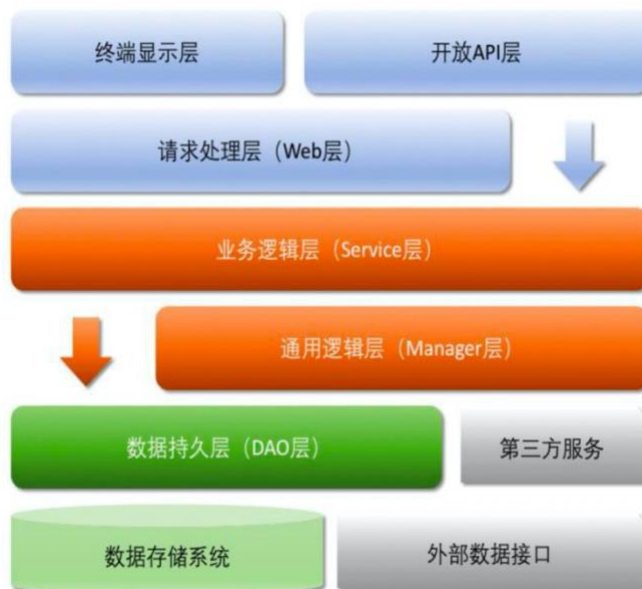 终端显示层
开放API层
请求处理层（Web层）
业务逻辑层（Service层）
通用逻辑层（Manager层）
数据持久层（DAO层）
第三方服务
数据存储系统
外部数据接口